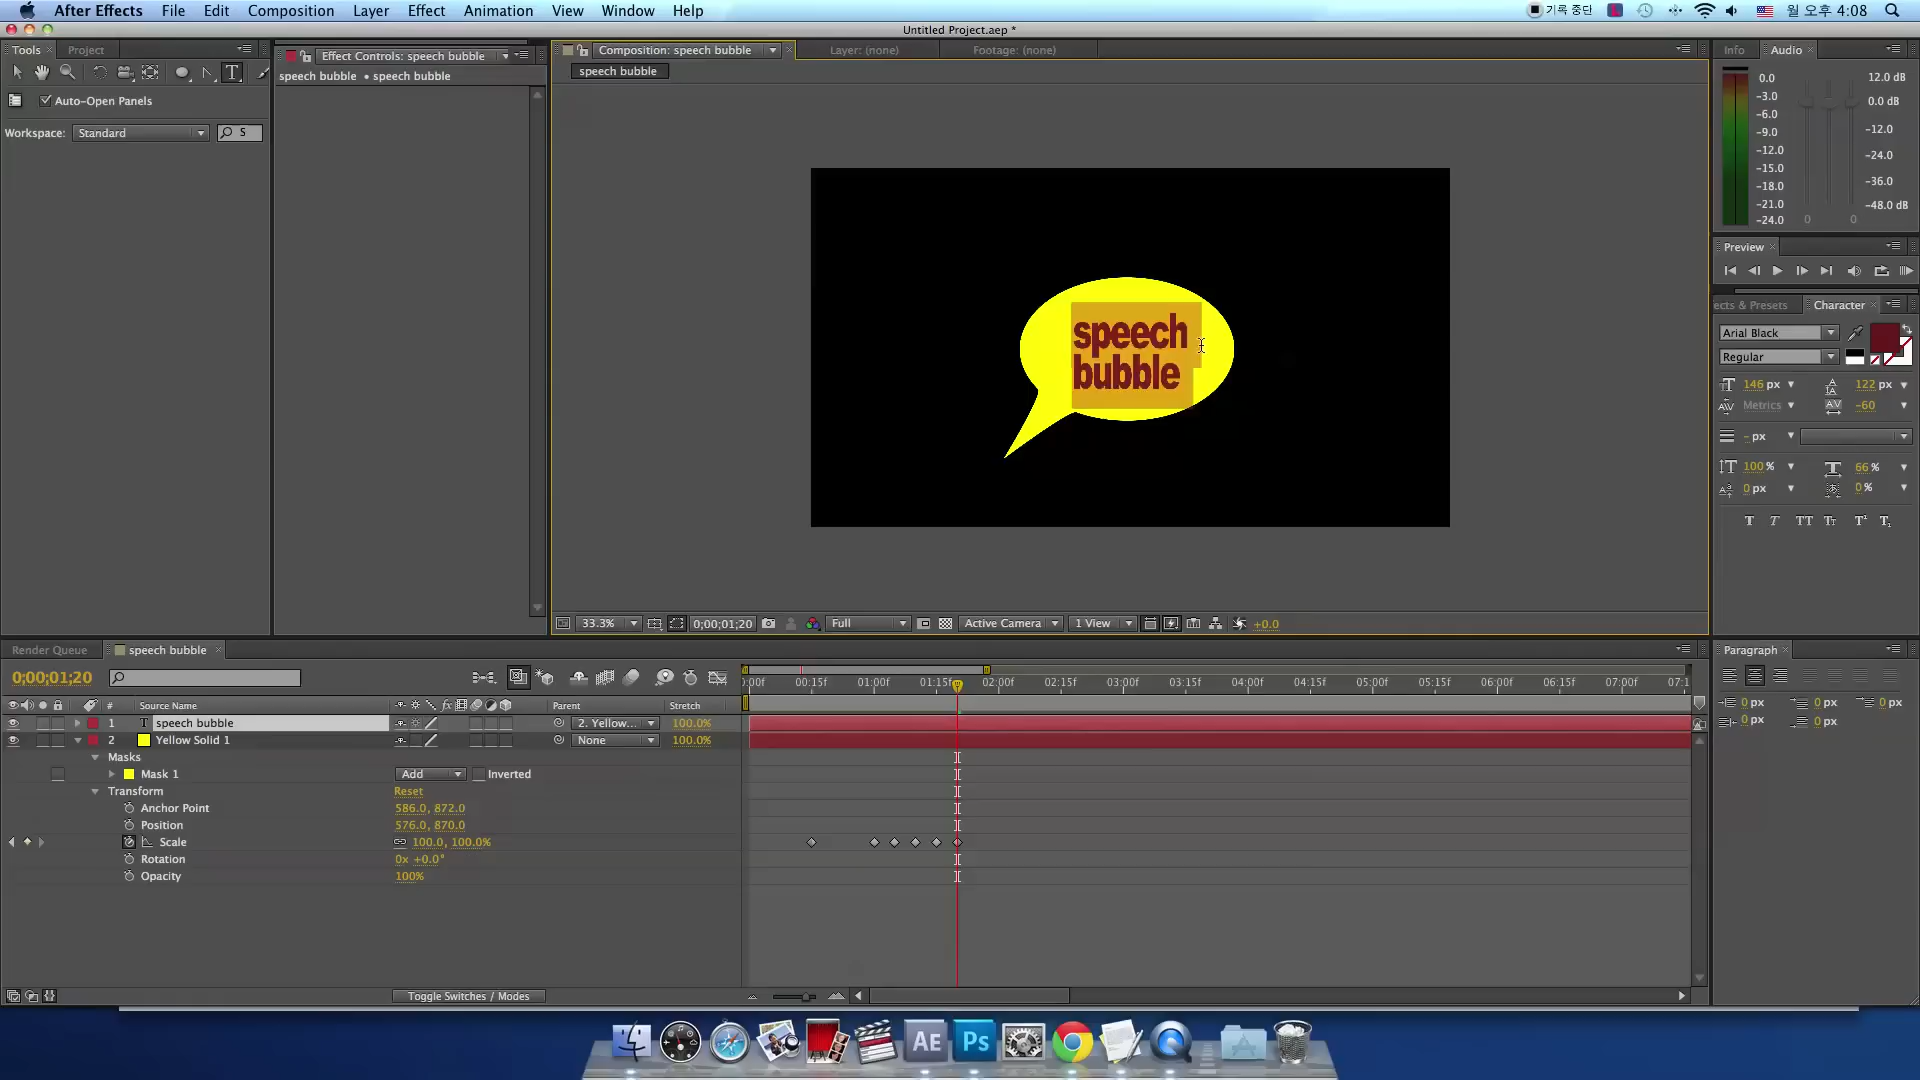 After Effects File Edit Composition Layer Effect Animation View Window Help
기록 중단 월 오후 4:08
Untitled Project.aep *
Tools Project
Auto-Open Panels
Workspace: Standard S
Effect Controls: speech bubble
speech bubble • speech bubble
Composition: speech bubble Layer: (none) Footage: (none)
speech bubble
speech
bubble
33.3% 0;00;01;20 Full Active Camera 1 View +0.0
Info Audio
0.0 12.0 dB
-3.0 0.0 dB
-6.0
-9.0 -12.0
-12.0
-15.0 -24.0
-18.0 -36.0
-21.0 -48.0 dB
-24.0 0 0
Preview
ects & Presets Character
Arial Black
Regular
146 px 122 px
Metrics -60
- px
100 % 66 %
0 px 0 %
T T TT Tt T¹ T₁
Render Queue speech bubble
0;00;01;20
:00f 00:15f 01:00f 01:15f 02:00f 02:15f 03:00f 03:15f 04:00f 04:15f 05:00f 05:15f 06:00f 06:15f 07:00f 07:1
# Source Name fx Parent Stretch
1 T speech bubble 2. Yellow... 100.0%
2 Yellow Solid 1 None 100.0%
Masks
Mask 1 Add Inverted
Transform Reset
Anchor Point 586.0, 872.0
Position 576.0, 870.0
Scale 100.0, 100.0%
Rotation 0x +0.0°
Opacity 100%
Toggle Switches / Modes
Paragraph
0 px 0 px 0 px
0 px 0 px
AE Ps